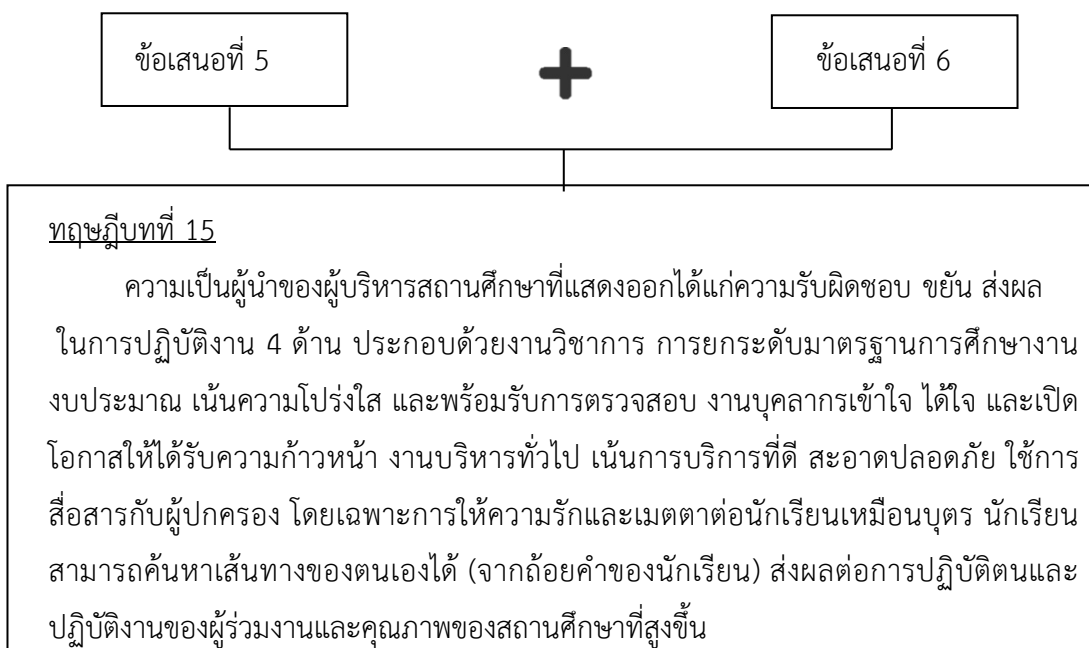 ข้อเสนอที่ 5
ข้อเสนอที่ 6
ทฤษฎีบทที่ 15
ความเป็นผู้นำของผู้บริหารสถานศึกษาที่แสดงออกได้แก่ความรับผิดชอบ ขยัน ส่งผล
ในการปฏิบัติงาน 4 ด้าน ประกอบด้วยงานวิชาการ การยกระดับมาตรฐานการศึกษางาน
งบประมาณ เน้นความโปร่งใส และพร้อมรับการตรวจสอบ งานบุคลากรเข้าใจ ได้ใจ และเปิด
โอกาสให้ได้รับความก้าวหน้า งานบริหารทั่วไป เน้นการบริการที่ดี สะอาดปลอดภัย ใช้การ
สื่อสารกับผู้ปกครอง โดยเฉพาะการให้ความรักและเมตตาต่อนักเรียนเหมือนบุตร นักเรียน
สามารถค้นหาเส้นทางของตนเองได้ (จากถ้อยคำของนักเรียน) ส่งผลต่อการปฏิบัติตนและ
ปฏิบัติงานของผู้ร่วมงานและคุณภาพของสถานศึกษาที่สูงขึ้น